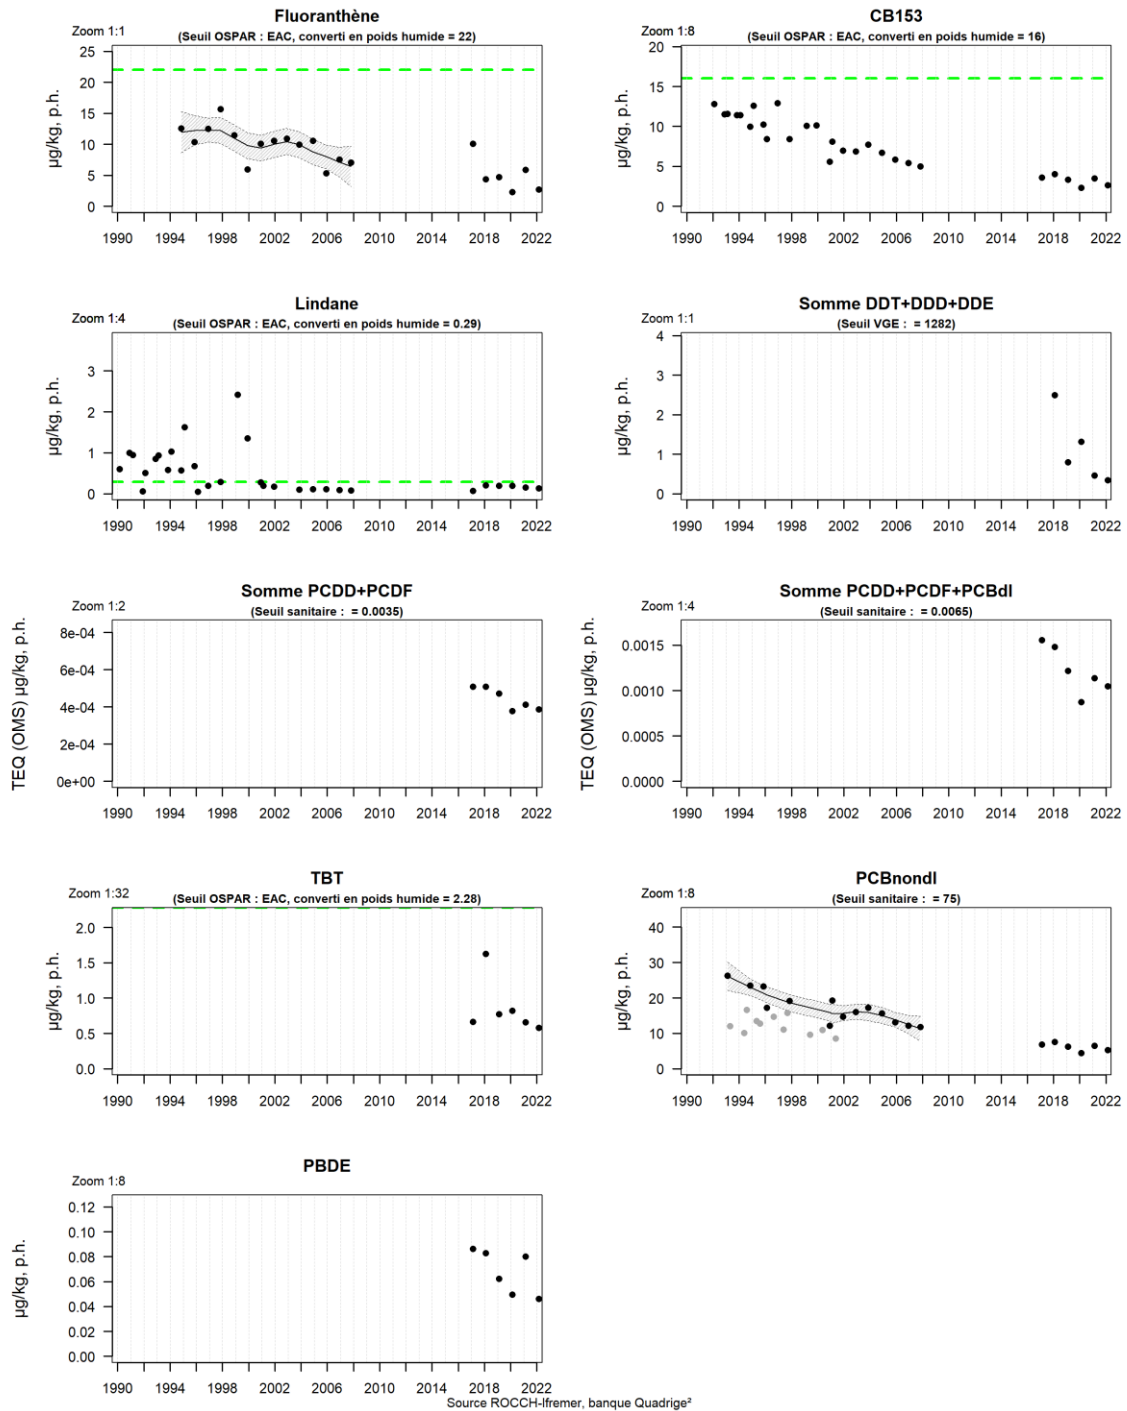 Fluoranthène
Zoom 1:1
(Seuil OSPAR : EAC, converti en poids humide = 22)
µg/kg, p.h.
25
20
15
10
5
0
1990 1994 1998 2002 2006 2010 2014 2018 2022
CB153
Zoom 1:8
(Seuil OSPAR : EAC, converti en poids humide = 16)
µg/kg, p.h.
20
15
10
5
0
1990 1994 1998 2002 2006 2010 2014 2018 2022
Lindane
Zoom 1:4
(Seuil OSPAR : EAC, converti en poids humide = 0.29)
µg/kg, p.h.
3
2
1
0
1990 1994 1998 2002 2006 2010 2014 2018 2022
Somme DDT+DDD+DDE
Zoom 1:1
(Seuil VGE :  = 1282)
µg/kg, p.h.
4
3
2
1
0
1990 1994 1998 2002 2006 2010 2014 2018 2022
Somme PCDD+PCDF
Zoom 1:2
(Seuil sanitaire :  = 0.0035)
TEQ (OMS) µg/kg, p.h.
8e-04
6e-04
4e-04
2e-04
0e+00
1990 1994 1998 2002 2006 2010 2014 2018 2022
Somme PCDD+PCDF+PCBdl
Zoom 1:4
(Seuil sanitaire :  = 0.0065)
TEQ (OMS) µg/kg, p.h.
0.0015
0.0010
0.0005
0.0000
1990 1994 1998 2002 2006 2010 2014 2018 2022
TBT
Zoom 1:32
(Seuil OSPAR : EAC, converti en poids humide = 2.28)
µg/kg, p.h.
2.0
1.5
1.0
0.5
0.0
1990 1994 1998 2002 2006 2010 2014 2018 2022
PCBnondl
Zoom 1:8
(Seuil sanitaire :  = 75)
µg/kg, p.h.
40
30
20
10
0
1990 1994 1998 2002 2006 2010 2014 2018 2022
PBDE
Zoom 1:8
µg/kg, p.h.
0.12
0.10
0.08
0.06
0.04
0.02
0.00
1990 1994 1998 2002 2006 2010 2014 2018 2022
Source ROCCH-Ifremer, banque Quadrige²